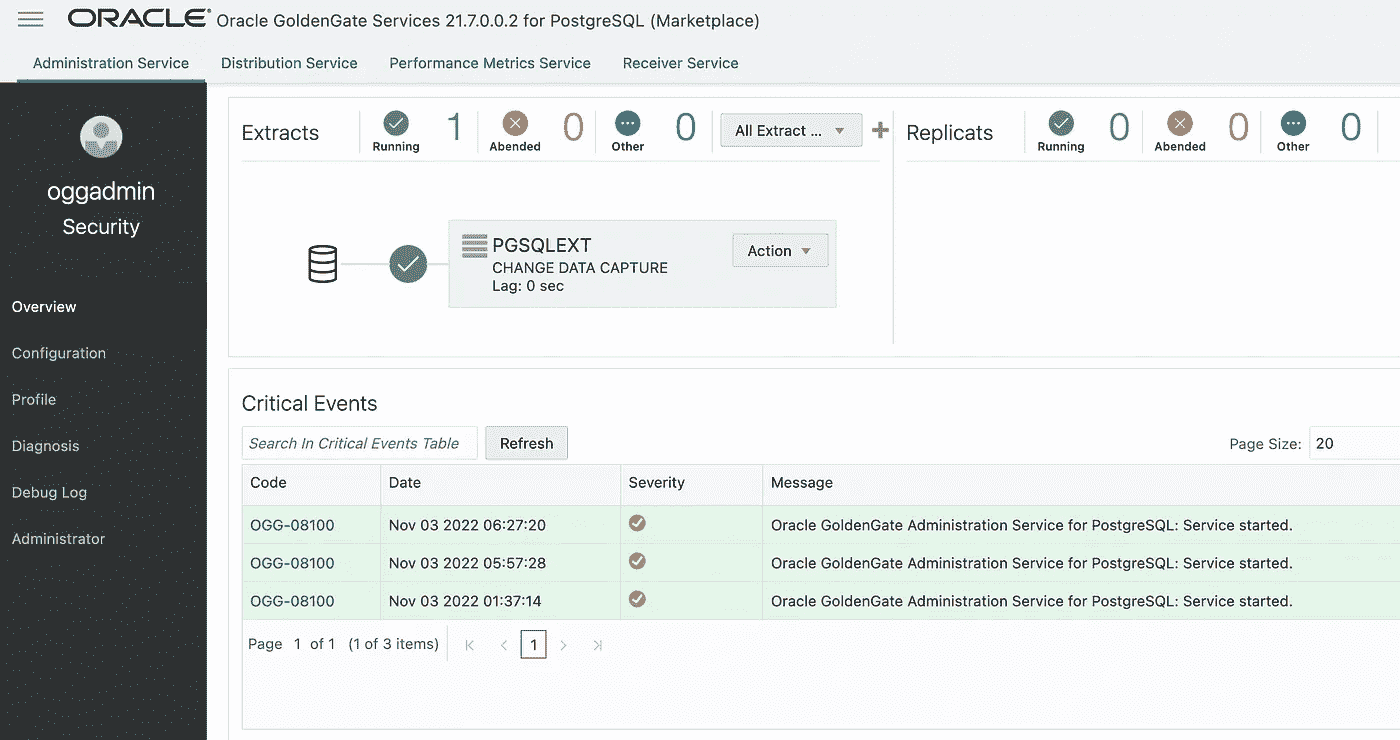 ORACLE Oracle GoldenGate Services 21.7.0.0.2 for PostgreSQL (Marketplace)
Administration Service Distribution Service Performance Metrics Service Receiver Service
oggadmin
Security
Overview
Configuration
Profile
Diagnosis
Debug Log
Administrator
Extracts Running 1 Abended 0 Other 0 All Extract ...
Replicats Running 0 Abended 0 Other 0
PGSQLEXT
CHANGE DATA CAPTURE
Lag: 0 sec
Action
Critical Events
Search In Critical Events Table Refresh Page Size: 20
Code Date Severity Message
OGG-08100 Nov 03 2022 06:27:20 Oracle GoldenGate Administration Service for PostgreSQL: Service started.
OGG-08100 Nov 03 2022 05:57:28 Oracle GoldenGate Administration Service for PostgreSQL: Service started.
OGG-08100 Nov 03 2022 01:37:14 Oracle GoldenGate Administration Service for PostgreSQL: Service started.
Page 1 of 1 (1 of 3 items) 1